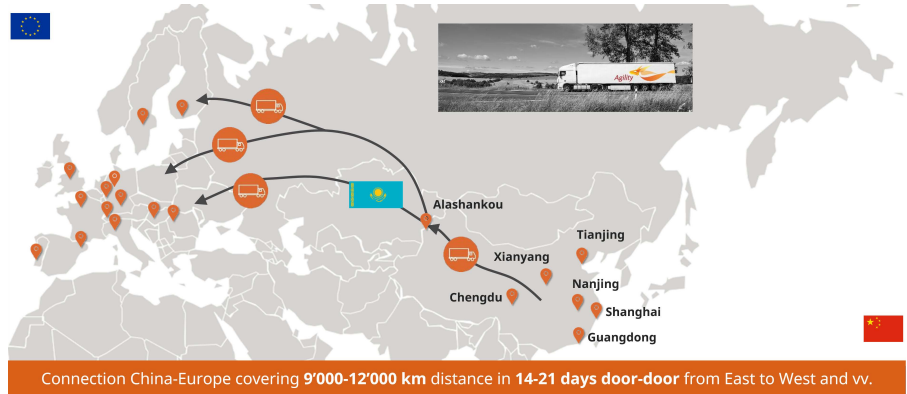 Agility
Alashankou
Tianjing
Xianyang
Nanjing
Chengdu
Shanghai
Guangdong
Connection China-Europe covering 9’000-12’000 km distance in 14-21 days door-door from East to West and vv.